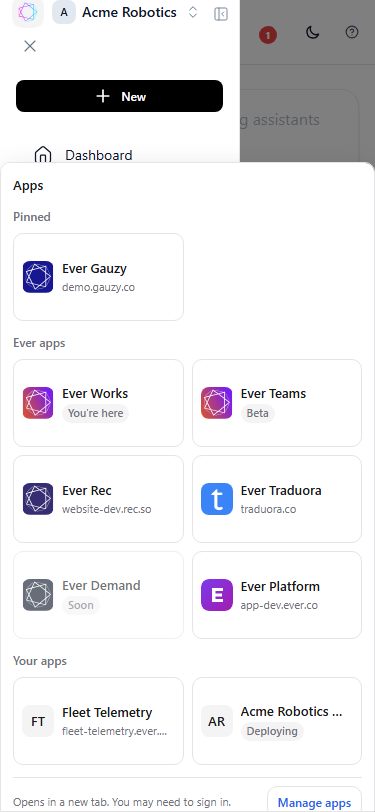 A Acme Robotics
1
New
g assistants
Dashboard
Apps
Pinned
Ever Gauzy
demo.gauzy.co
Ever apps
Ever Works
You're here
Ever Teams
Beta
Ever Rec
website-dev.rec.so
t
Ever Traduora
traduora.co
Ever Demand
Soon
E
Ever Platform
app-dev.ever.co
Your apps
FT
Fleet Telemetry
fleet-telemetry.ever....
AR
Acme Robotics ...
Deploying
Opens in a new tab. You may need to sign in.
Manage apps